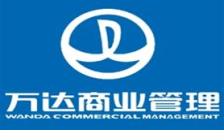 万达商业管理
WANDA COMMERCIAL MANAGEMENT